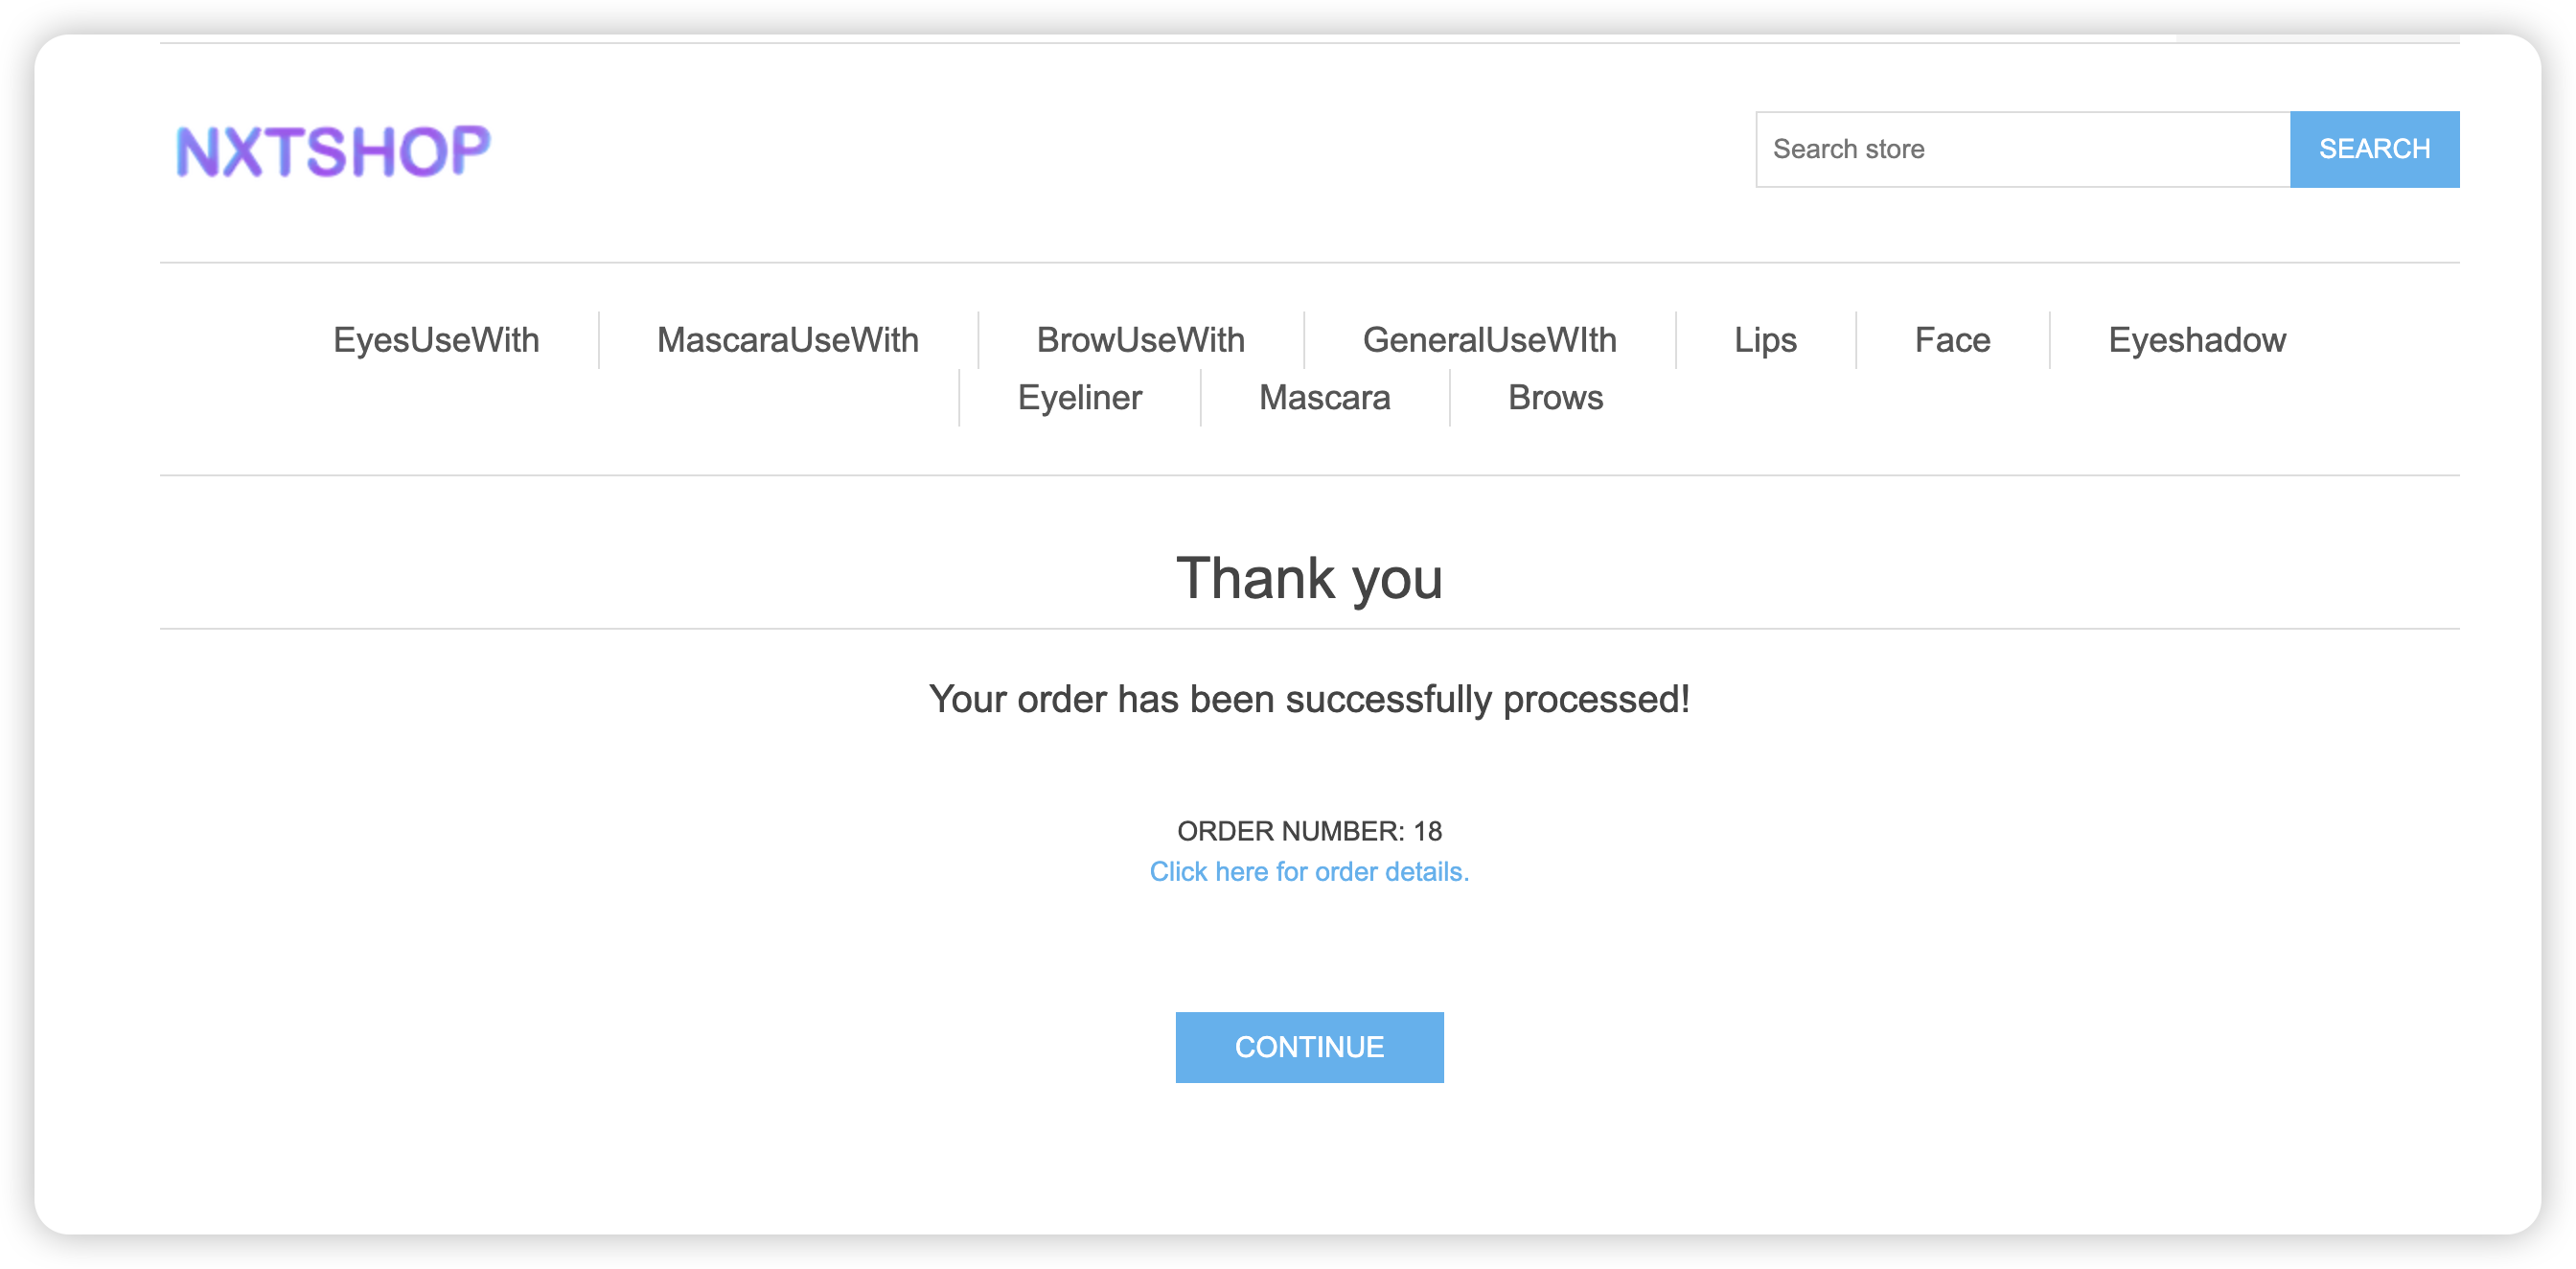 NXTSHOP
Search store
SEARCH
EyesUseWith MascaraUseWith BrowUseWith GeneralUseWIth Lips Face Eyeshadow
Eyeliner Mascara Brows
Thank you
Your order has been successfully processed!
ORDER NUMBER: 18
Click here for order details.
CONTINUE